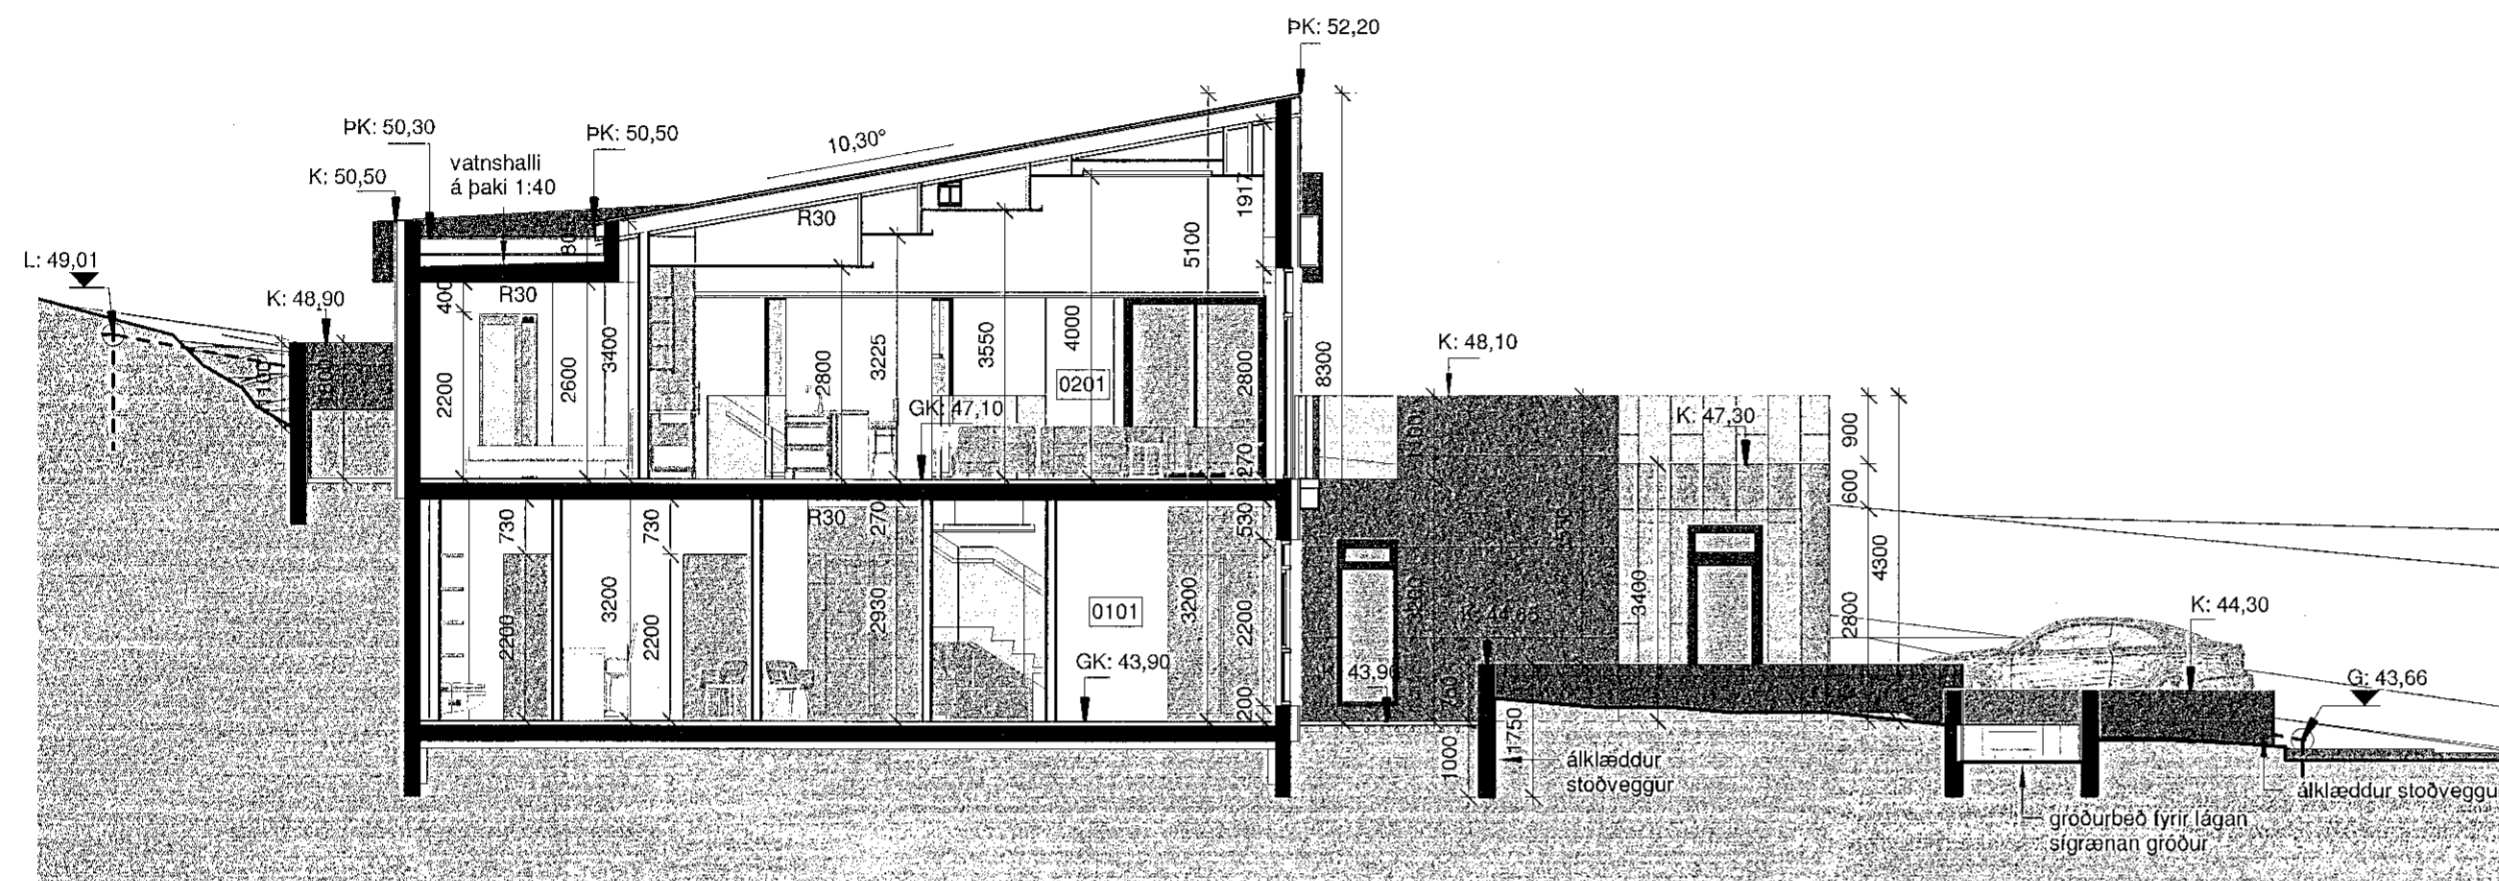 ÞK: 52,20
ÞK: 50,30
ÞK: 50,50
vatnshalli
á þaki 1:40
K: 50,50
10,30°
R30
1917
5100
L: 49,01
K: 48,90
400
R30
2200
2600
3400
2800
3225
3550
4000
0201
2800
8300
270
GK: 47,10
1100
K: 48,10
K: 47,30
900
600
4300
2800
3400
730
730
R30
270
530
2200
3200
2200
2930
3200
2200
200
0101
GK: 43,90
1000
1750
K: 44,30
G: 43,66
álklæddur
stoðveggur
álklæddur stoðveggu
gróðurbeð fyrir lágan
sígrænan gróður